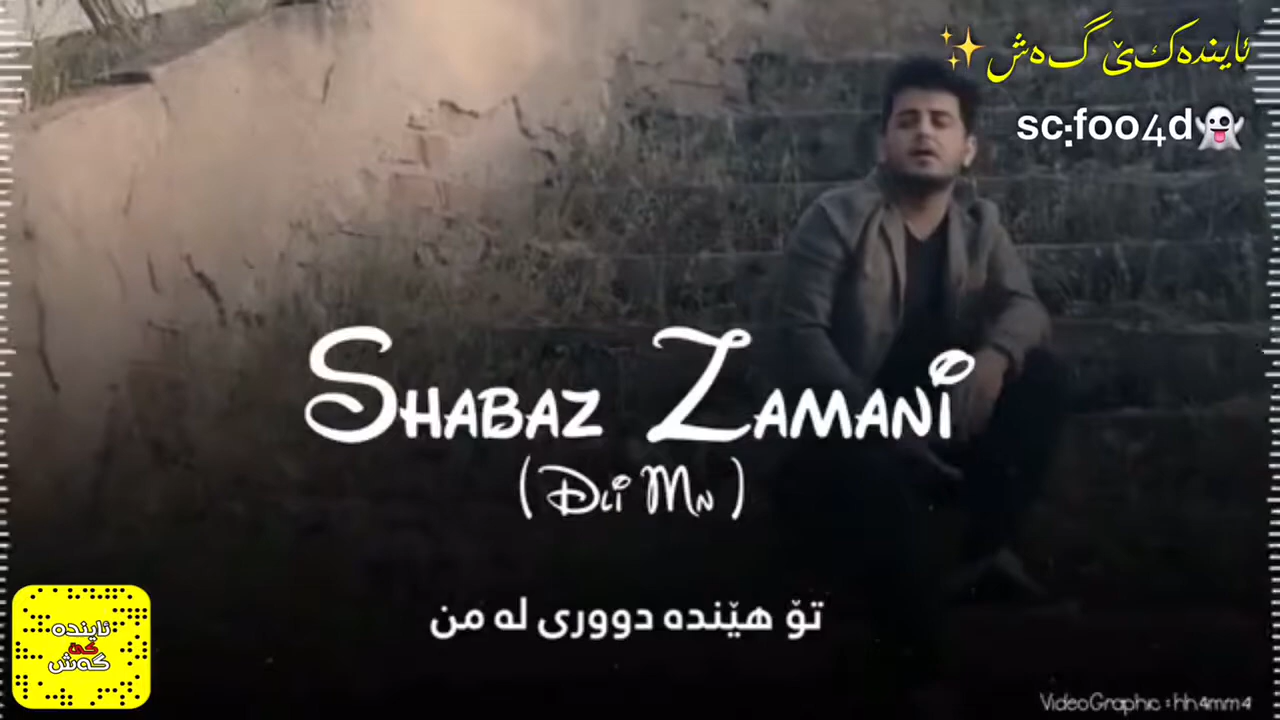 ئایندەکێ گەش✨
sc:foo4d👻
SHABAZ ZAMANI
( DLI MN )
تۆ هێندە دووری لە من
ئایندە
کێ
گەش
VideoGraphic : hh4mm4